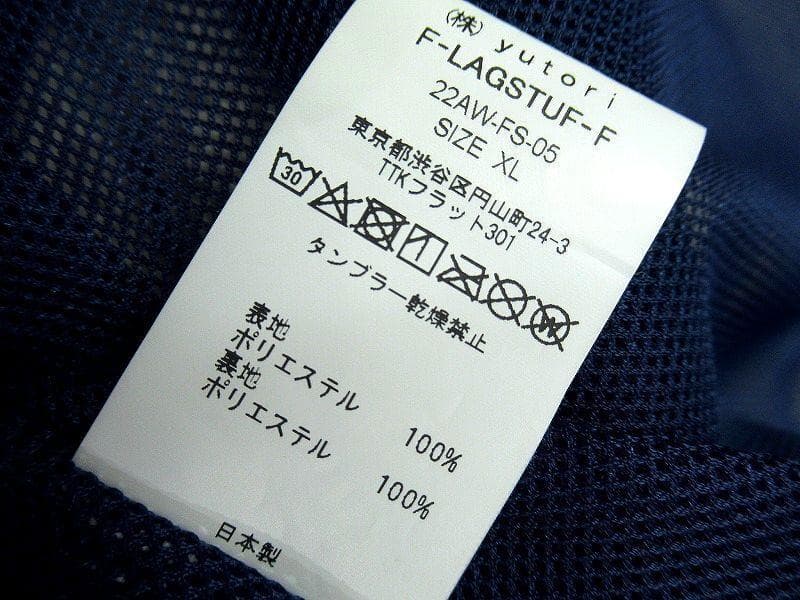 (株) yutori
F-LAGSTUF-F
22AW-FS-05
SIZE XL
東京都渋谷区円山町24-3
TTKフラット301
30
W
タンブラー乾燥禁止
表地
ポリエステル 100%
裏地
ポリエステル 100%
日本製